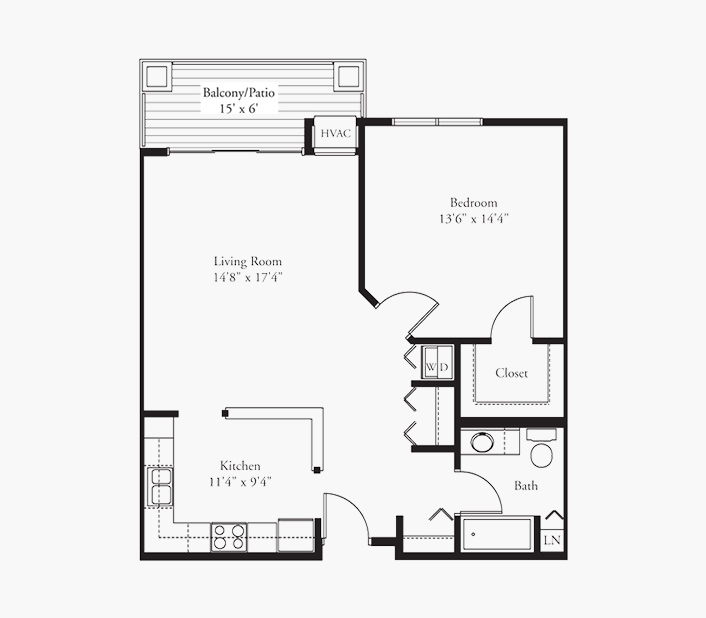 Balcony/Patio
15' x 6'
HVAC
Bedroom
13'6" x 14'4"
Living Room
14'8" x 17'4"
W D
Closet
Kitchen
11'4" x 9'4"
Bath
LN